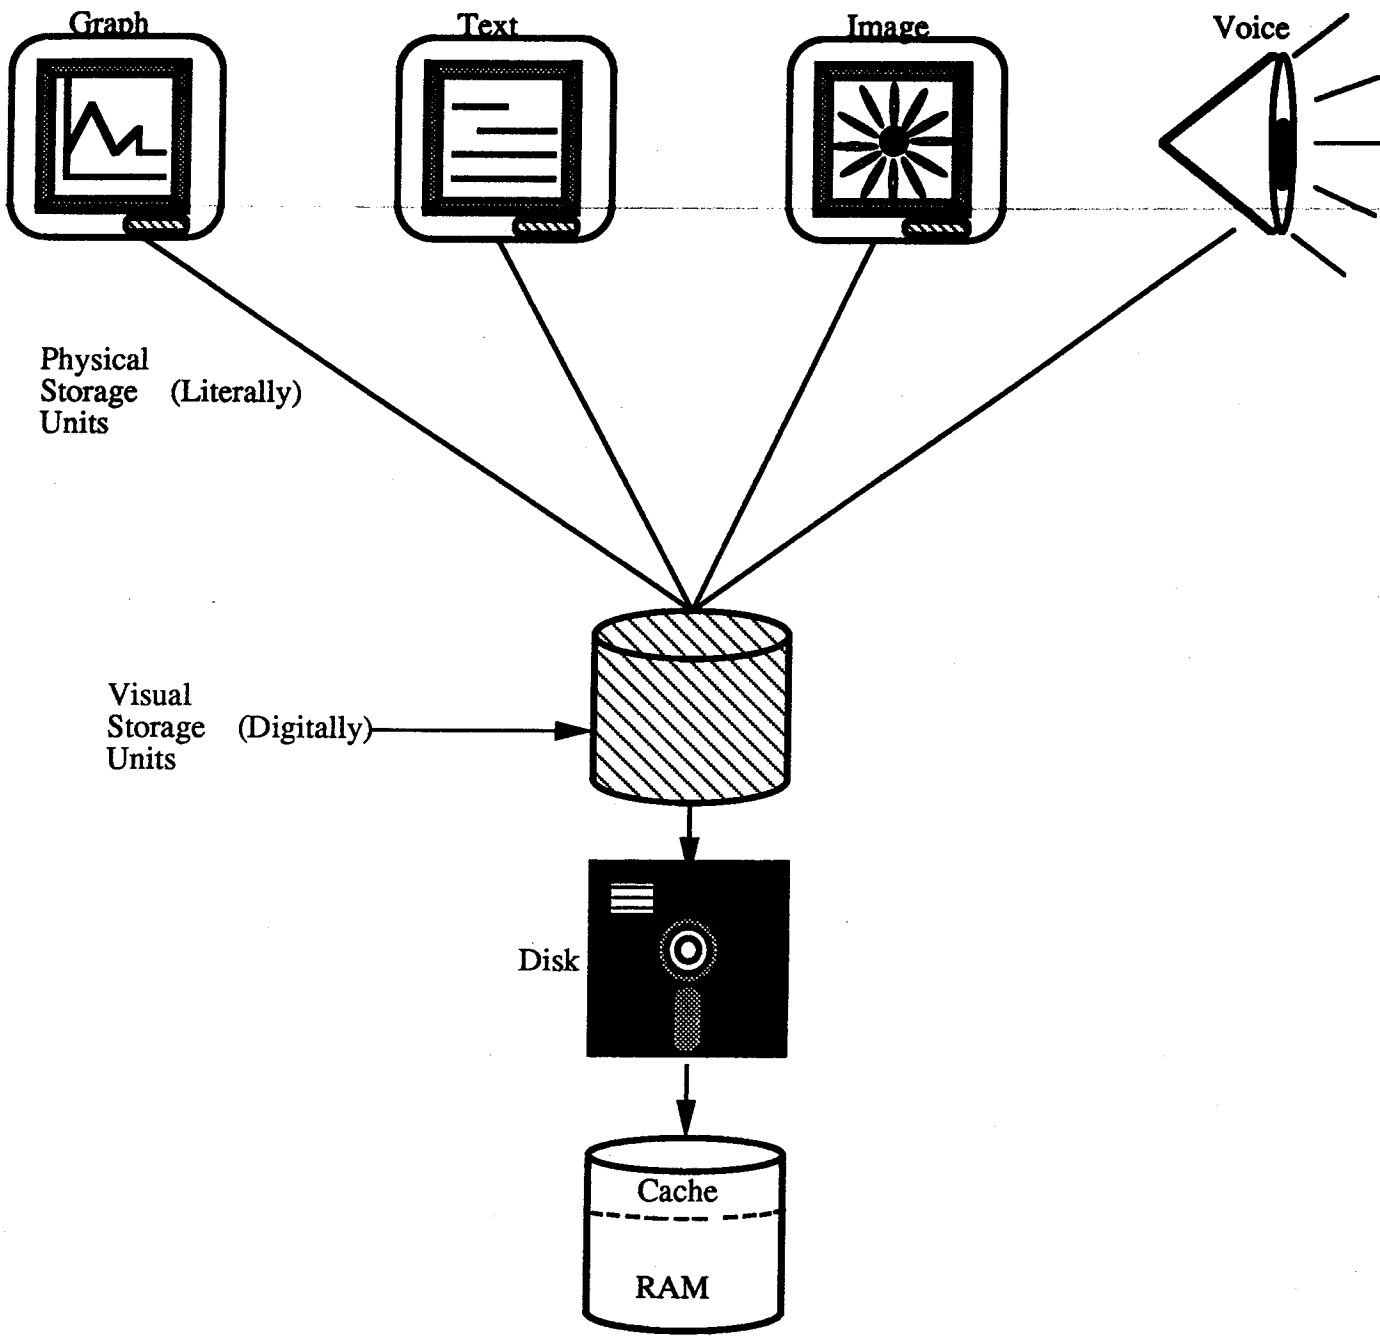 Graph
Text
Image
Voice
Physical
Storage (Literally)
Units
Visual
Storage (Digitally)
Units
Disk
Cache
RAM